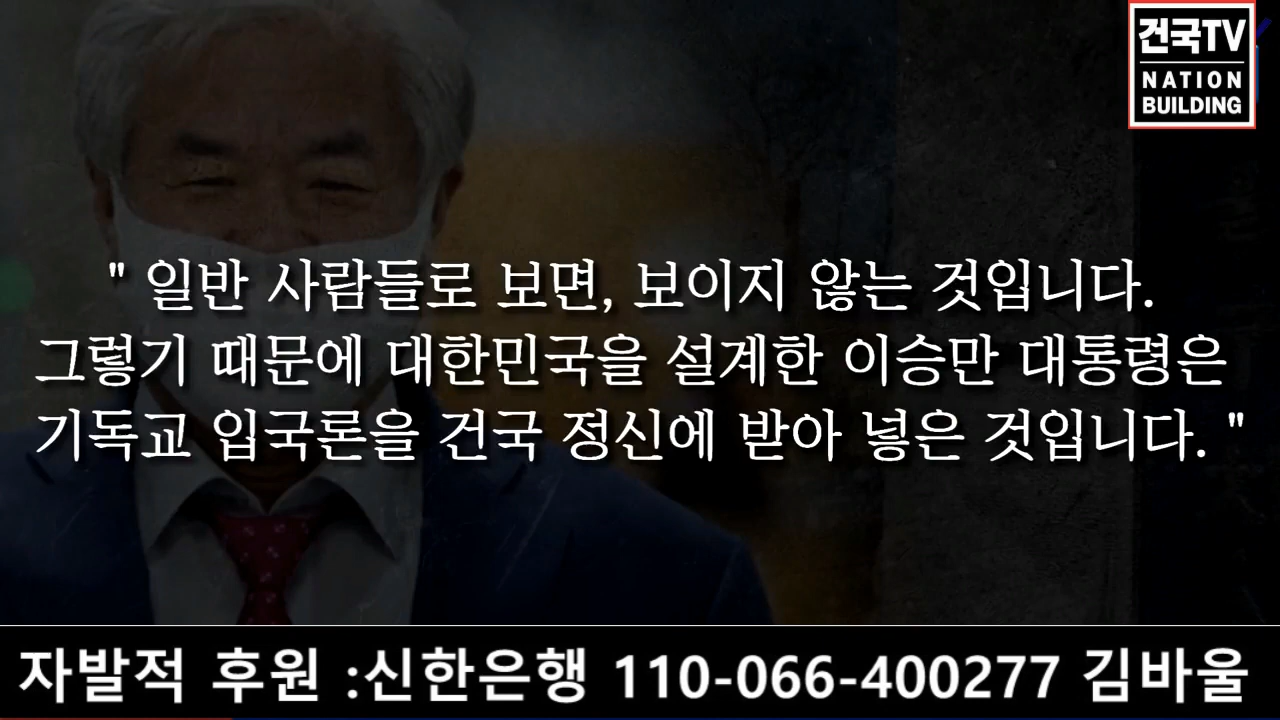 건국TV
NATION
BUILDING
" 일반 사람들로 보면, 보이지 않는 것입니다.
그렇기 때문에 대한민국을 설계한 이승만 대통령은
기독교 입국론을 건국 정신에 받아 넣은 것입니다. "
자발적 후원 :신한은행 110-066-400277 김바울